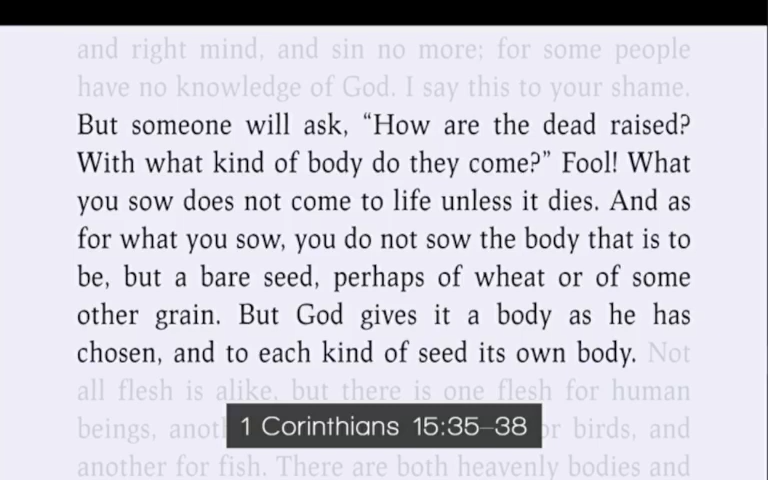 and right mind, and sin no more; for some people
have no knowledge of God. I say this to your shame.
But someone will ask, “How are the dead raised?
With what kind of body do they come?” Fool! What
you sow does not come to life unless it dies. And as
for what you sow, you do not sow the body that is to
be, but a bare seed, perhaps of wheat or of some
other grain. But God gives it a body as he has
chosen, and to each kind of seed its own body. Not
all flesh is alike, but there is one flesh for human
beings, birds, and
1 Corinthians 15:35–38
another for fish. There are both heavenly bodies and